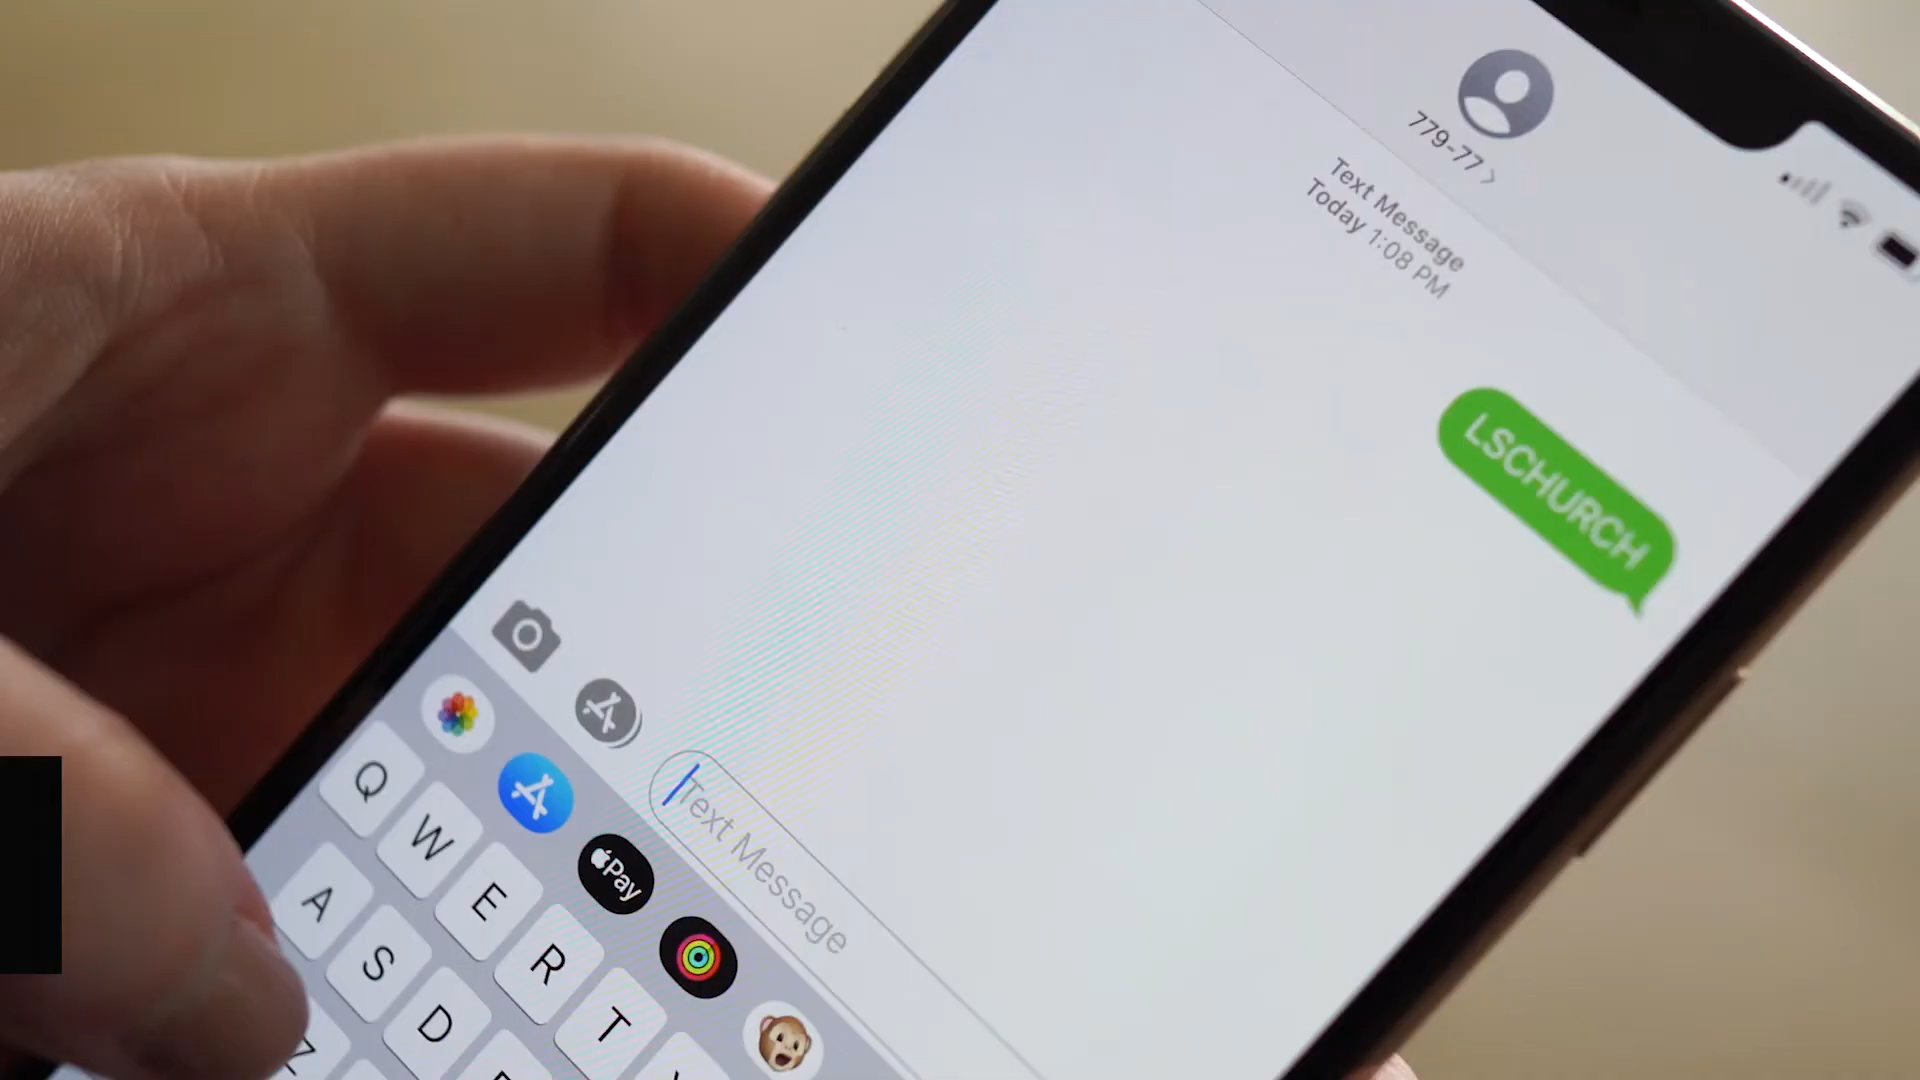 779-77
Text Message
Today 1:08 PM
LSCHURCH
Text Message
Pay
Q W E R T
A S D
Z